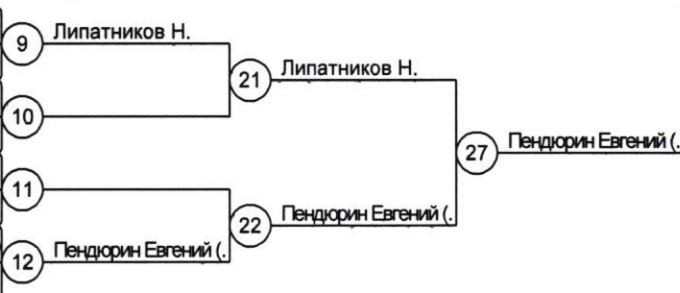 9 Липатников Н.
21 Липатников Н.
10
27 Пендюрин Евгений (.
11
22 Пендюрин Евгений (.
12 Пендюрин Евгений (.